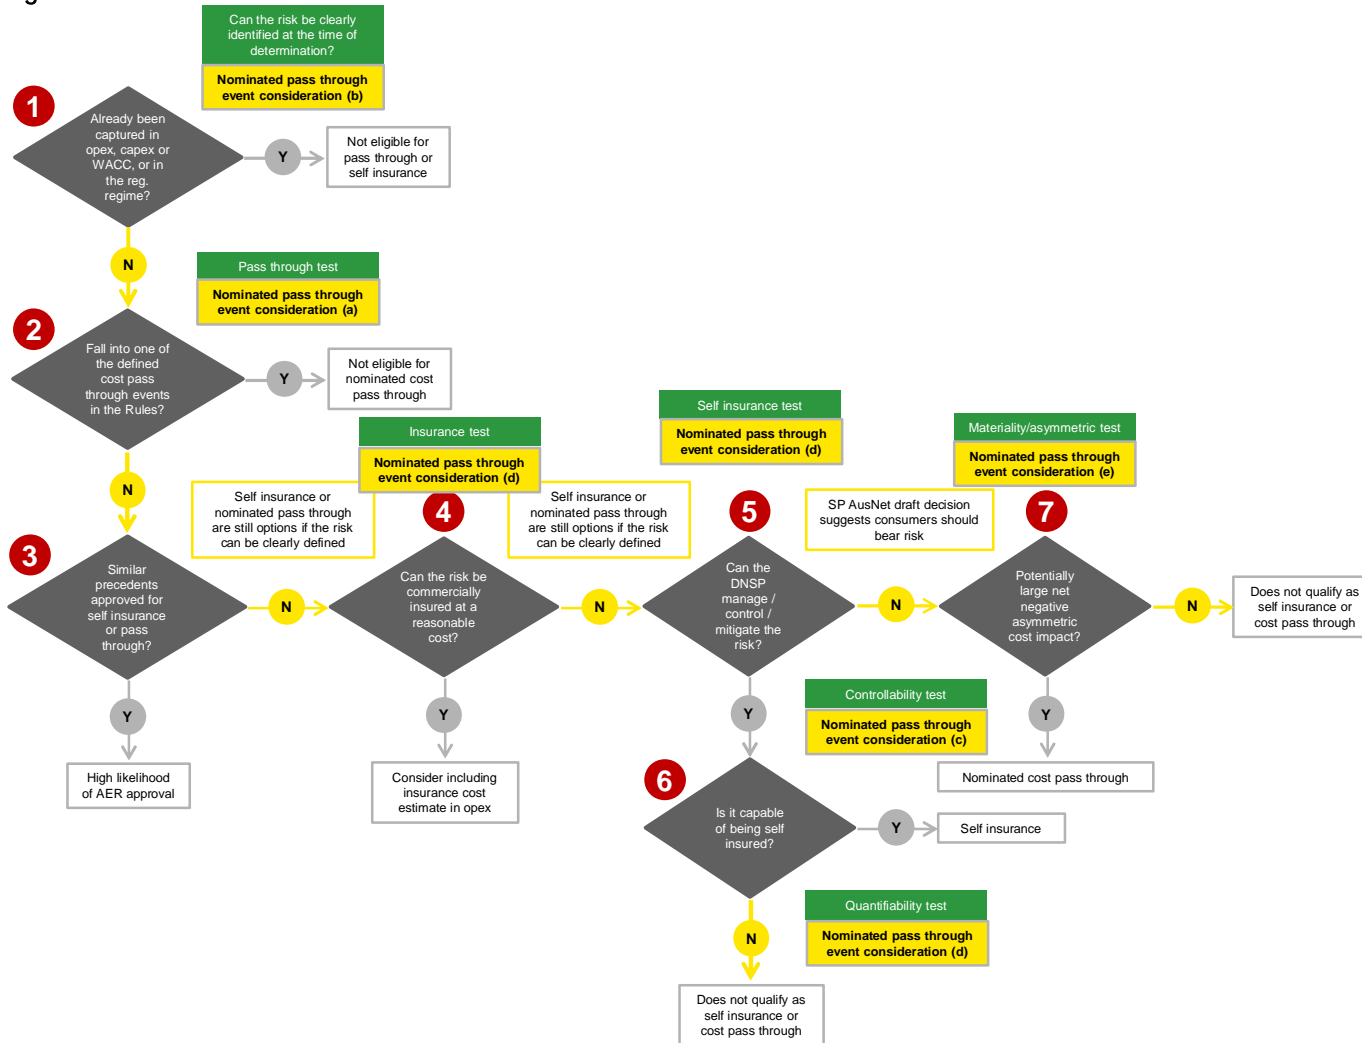 Can the risk be clearly
identified at the time of
determination?
Nominated pass through
event consideration (b)
1
Already been
captured in
opex, capex or
WACC, or in
the reg.
regime?
Y
Not eligible for
pass through or
self insurance
N
Pass through test
Nominated pass through
event consideration (a)
2
Fall into one of
the defined
cost pass
through events
in the Rules?
Y
Not eligible for
nominated cost
pass through
N
Insurance test
Nominated pass through
event consideration (d)
Self insurance test
Nominated pass through
event consideration (d)
Materiality/asymmetric test
Nominated pass through
event consideration (e)
Self insurance or
nominated pass through
are still options if the risk
can be clearly defined
Self insurance or
nominated pass through
are still options if the risk
can be clearly defined
SP AusNet draft decision
suggests consumers should
bear risk
3
Similar
precedents
approved for
self insurance
or pass
through?
N
4
Can the risk be
commercially
insured at a
reasonable
cost?
N
5
Can the
DNSP
manage /
control /
mitigate the
risk?
N
7
Potentially
large net
negative
asymmetric
cost impact?
N
Does not qualify as
self insurance or
cost pass through
Y
High likelihood
of AER approval
Y
Consider including
insurance cost
estimate in opex
Y
Controllability test
Nominated pass through
event consideration (c)
Y
Nominated cost pass through
6
Is it capable
of being self
insured?
Y
Self insurance
Quantifiability test
Nominated pass through
event consideration (d)
N
Does not qualify as
self insurance or
cost pass through